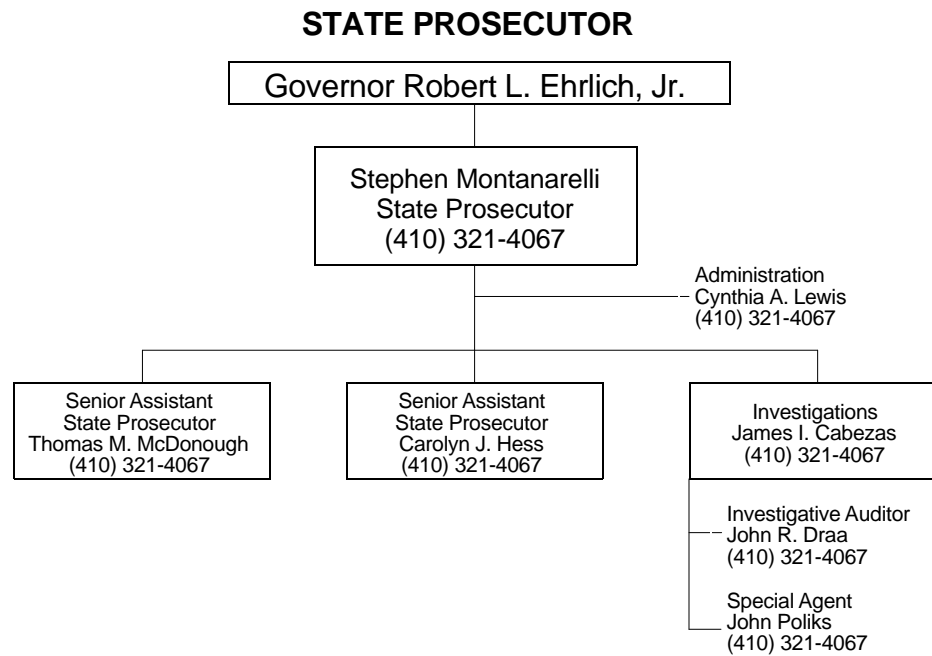 STATE PROSECUTOR
Governor Robert L. Ehrlich, Jr.
Stephen Montanarelli
State Prosecutor
(410) 321-4067
Administration
Cynthia A. Lewis
(410) 321-4067
Senior Assistant
State Prosecutor
Thomas M. McDonough
(410) 321-4067
Senior Assistant
State Prosecutor
Carolyn J. Hess
(410) 321-4067
Investigations
James I. Cabezas
(410) 321-4067
Investigative Auditor
John R. Draa
(410) 321-4067
Special Agent
John Poliks
(410) 321-4067